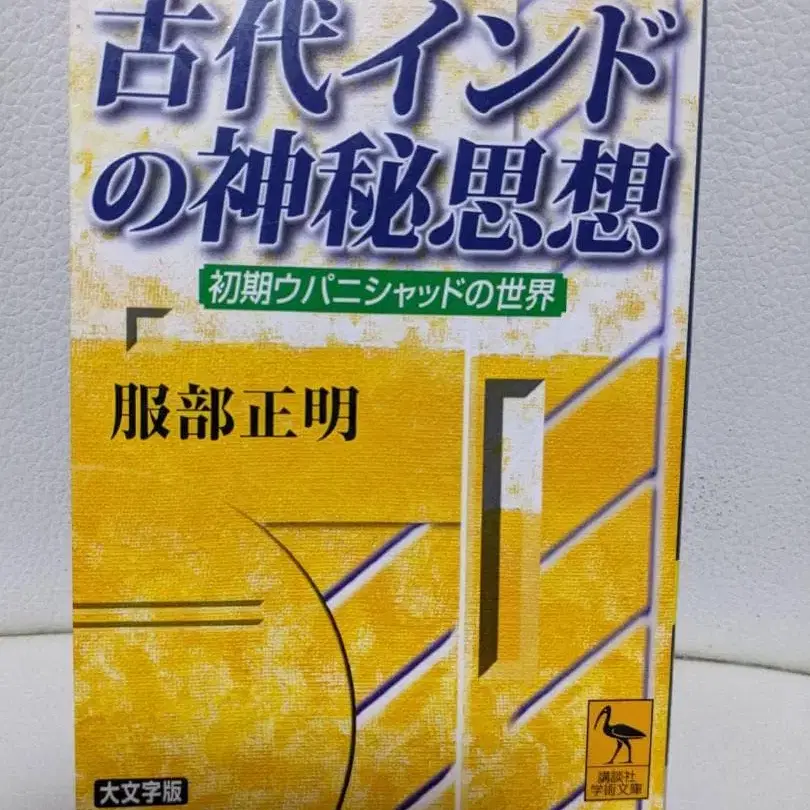 古代インド
の神秘思想
初期ウパニシャッドの世界
服部正明
大文字版
講談社
学術文庫